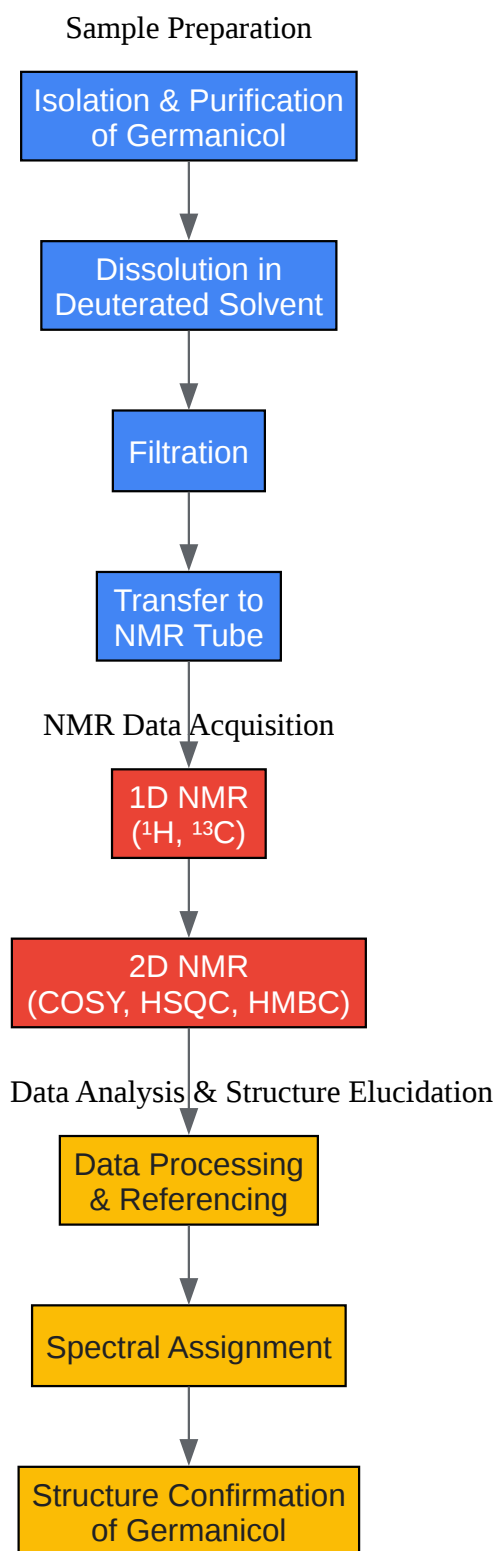 Sample Preparation
Isolation & Purification
of Germanicol
Dissolution in
Deuterated Solvent
Filtration
Transfer to
NMR Tube
NMR Data Acquisition
1D NMR
(¹H, ¹³C)
2D NMR
(COSY, HSQC, HMBC)
Data Analysis & Structure Elucidation
Data Processing
& Referencing
Spectral Assignment
Structure Confirmation
of Germanicol